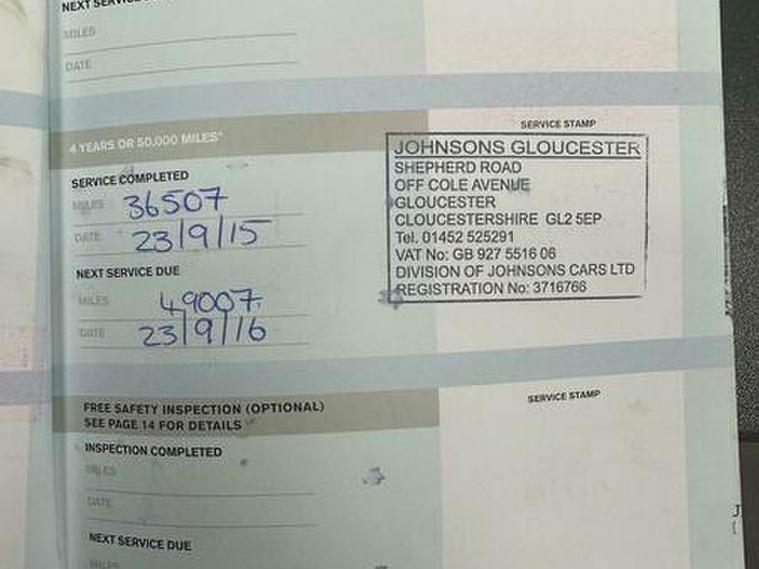 NEXT SERVICE
MILES
DATE
4 YEARS OR 50,000 MILES*
SERVICE STAMP
SERVICE COMPLETED
MILES 36507
DATE 23/9/15
NEXT SERVICE DUE
MILES 49007
DATE 23/9/16
JOHNSONS GLOUCESTER
SHEPHERD ROAD
OFF COLE AVENUE
GLOUCESTER
GLOUCESTERSHIRE GL2 5EP
Tel. 01452 525291
VAT No: GB 927 5516 06
DIVISION OF JOHNSONS CARS LTD
REGISTRATION No: 3716766
FREE SAFETY INSPECTION (OPTIONAL)
SEE PAGE 14 FOR DETAILS
SERVICE STAMP
INSPECTION COMPLETED
MILES
DATE
NEXT SERVICE DUE
MILES